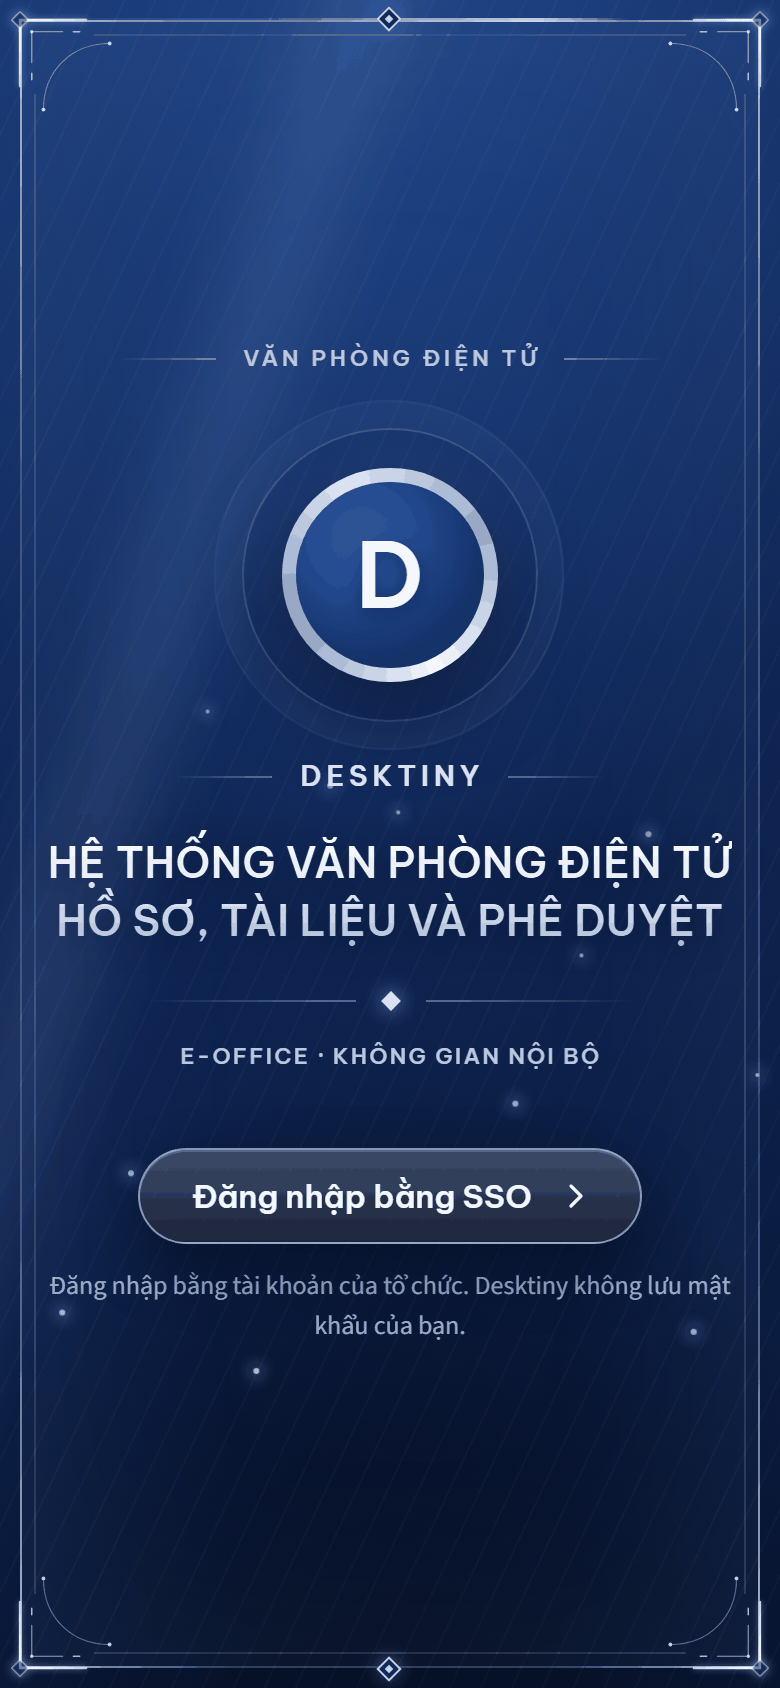 VĂN PHÒNG ĐIỆN TỬ
D
DESKTINY
HỆ THỐNG VĂN PHÒNG ĐIỆN TỬ
HỒ SƠ, TÀI LIỆU VÀ PHÊ DUYỆT
E-OFFICE · KHÔNG GIAN NỘI BỘ
Đăng nhập bằng SSO
Đăng nhập bằng tài khoản của tổ chức. Desktiny không lưu mật
khẩu của bạn.